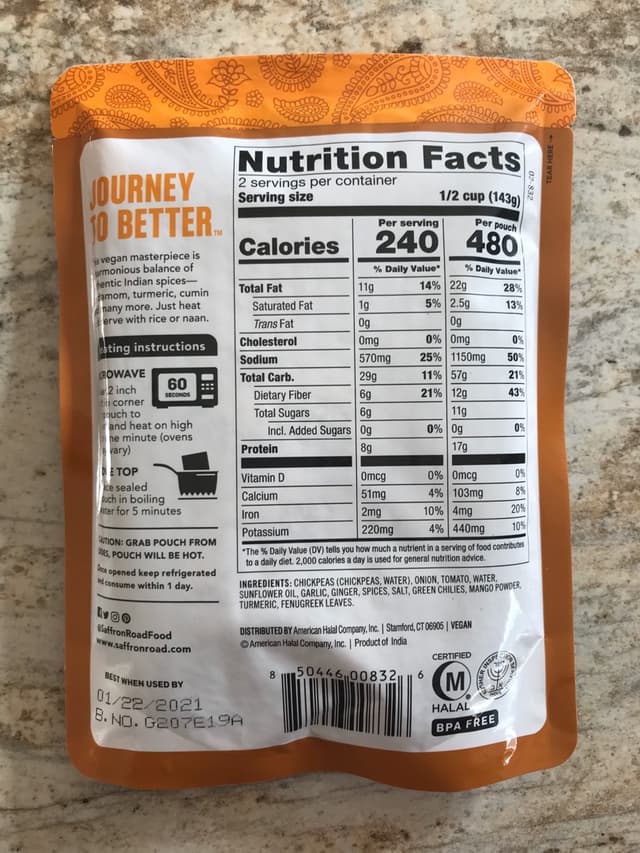 JOURNEY
TO BETTER™
vegan masterpiece is
harmonious balance of
authentic Indian spices—
cardamom, turmeric, cumin
many more. Just heat
serve with rice or naan.
heating instructions
MICROWAVE
2 inch
in corner
pouch to
and heat on high
one minute (ovens
vary)
60
SECONDS
STOVE TOP
sealed
pouch in boiling
water for 5 minutes
CAUTION: GRAB POUCH FROM
SIDES, POUCH WILL BE HOT.
Once opened keep refrigerated
and consume within 1 day.
@SaffronRoadFood
www.saffronroad.com
BEST WHEN USED BY
01/22/2021
B.NO. G207E19A
Nutrition Facts
2 servings per container
Serving size 1/2 cup (143g)
Per serving Per pouch
Calories 240 480
% Daily Value* % Daily Value*
Total Fat 11g 14% 22g 28%
Saturated Fat 1g 5% 2.5g 13%
Trans Fat 0g 0g
Cholesterol 0mg 0% 0mg 0%
Sodium 570mg 25% 1150mg 50%
Total Carb. 29g 11% 57g 21%
Dietary Fiber 6g 21% 12g 43%
Total Sugars 6g 11g
Incl. Added Sugars 0g 0% 0g 0%
Protein 8g 17g
Vitamin D 0mcg 0% 0mcg 0%
Calcium 51mg 4% 103mg 8%
Iron 2mg 10% 4mg 20%
Potassium 220mg 4% 440mg 10%
*The % Daily Value (DV) tells you how much a nutrient in a serving of food contributes
to a daily diet. 2,000 calories a day is used for general nutrition advice.
INGREDIENTS: CHICKPEAS (CHICKPEAS, WATER), ONION, TOMATO, WATER,
SUNFLOWER OIL, GARLIC, GINGER, SPICES, SALT, GREEN CHILIES, MANGO POWDER,
TURMERIC, FENUGREEK LEAVES.
DISTRIBUTED BY American Halal Company, Inc. | Stamford, CT 06905 | VEGAN
© American Halal Company, Inc. | Product of India
8 50446 00832 6
CERTIFIED
M
HALAL
BPA FREE
TEAR HERE
02-832